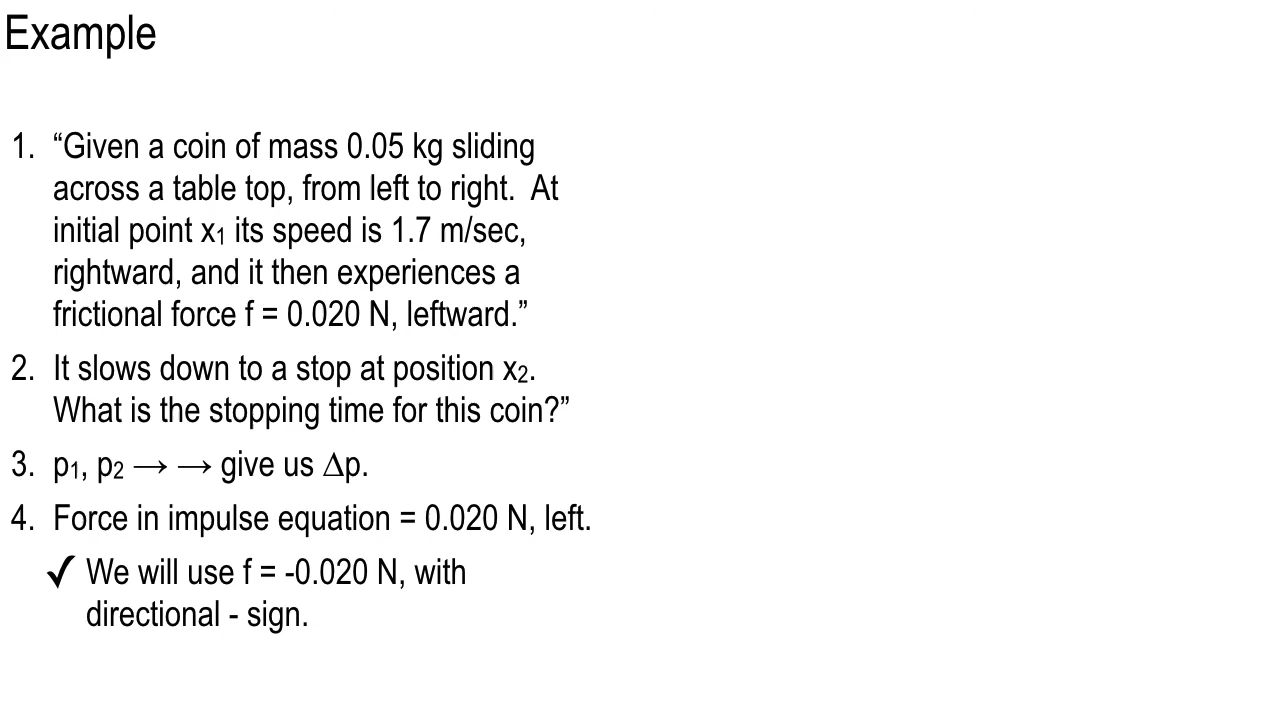 Example
1. “Given a coin of mass 0.05 kg sliding
across a table top, from left to right.  At
initial point x₁ its speed is 1.7 m/sec,
rightward, and it then experiences a
frictional force f = 0.020 N, leftward.”
2. It slows down to a stop at position x₂.
What is the stopping time for this coin?”
3. p₁, p₂ → → give us Δp.
4. Force in impulse equation = 0.020 N, left.
✓ We will use f = -0.020 N, with
directional - sign.